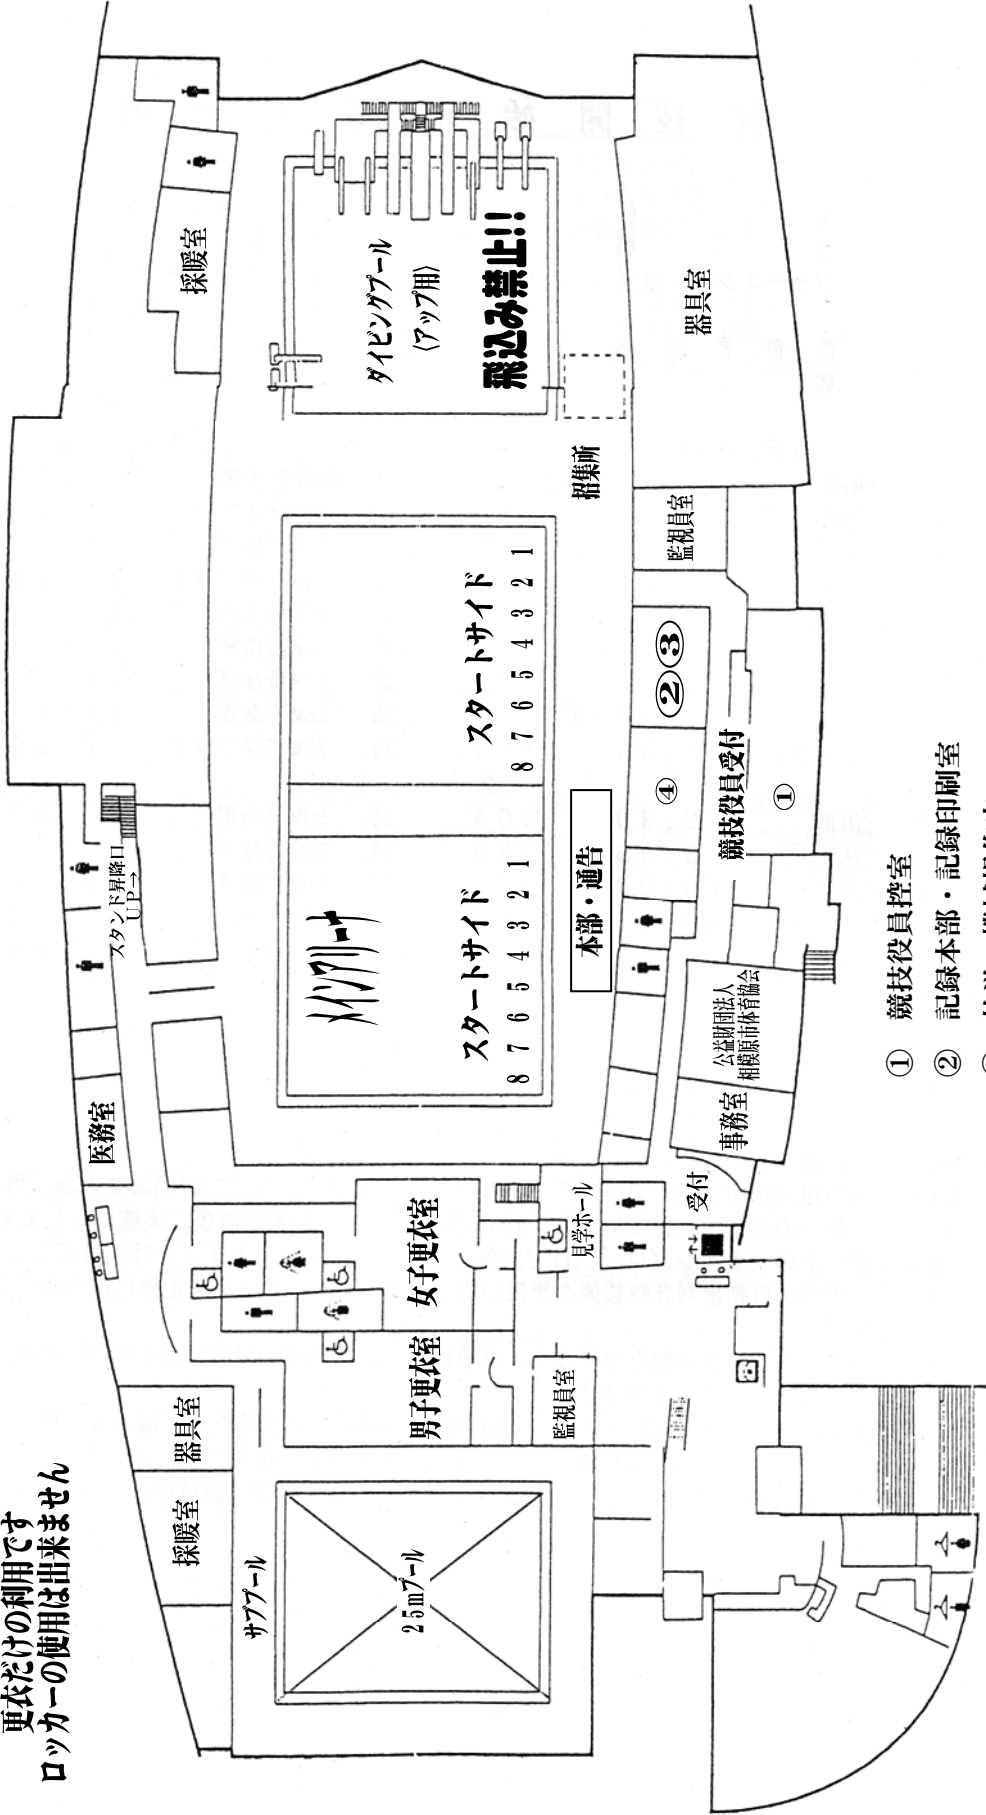 更衣だけの利用です
ロッカーの使用は出来ません
採暖室
器具室
サブプール
25mプール
医務室
男子更衣室
女子更衣室
監視員室
見学ホール
受付
事務室
公益財団法人
相模原市体育協会
スタンド昇降口
UP→
メインプール
スタートサイド
8 7 6 5 4 3 2 1
スタートサイド
8 7 6 5 4 3 2 1
本部・通告
④
②③
①
競技役員受付
監視員室
招集所
採暖室
ダイビングプール
〈アップ用〉
飛込み禁止!!
器具室
① 競技役員控室
② 記録本部・記録印刷室